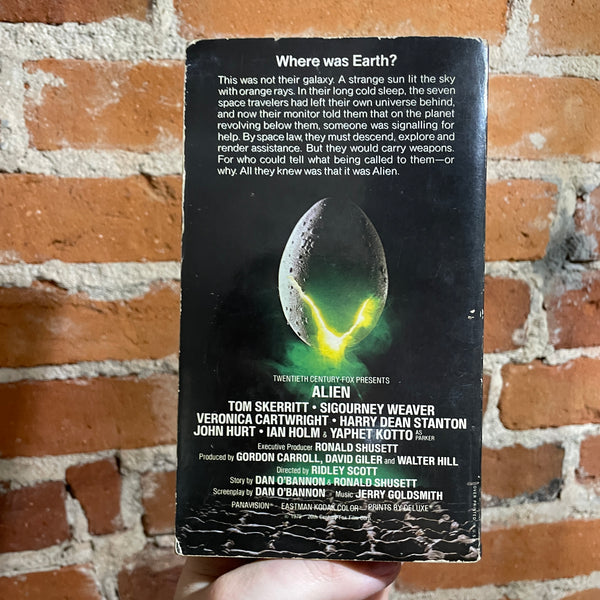 Where was Earth?
This was not their galaxy. A strange sun lit the sky
with orange rays. In their long cold sleep, the seven
space travelers had left their own universe behind,
and now their monitor told them that on the planet
revolving below them, someone was signalling for
help. By space law, they must descend, explore and
render assistance. But they would carry weapons.
For who could tell what being called to them—or
why. All they knew was that it was Alien.
TWENTIETH CENTURY-FOX PRESENTS
ALIEN
TOM SKERRITT • SIGOURNEY WEAVER
VERONICA CARTWRIGHT • HARRY DEAN STANTON
JOHN HURT • IAN HOLM & YAPHET KOTTO AS PARKER
Executive Producer RONALD SHUSETT
Produced by GORDON CARROLL, DAVID GILER and WALTER HILL
Directed by RIDLEY SCOTT
Story by DAN O'BANNON & RONALD SHUSETT
Screenplay by DAN O'BANNON Music JERRY GOLDSMITH
PANAVISION EASTMAN KODAK COLOR PRINTS BY DELUXE
1979 20th Century-Fox Film